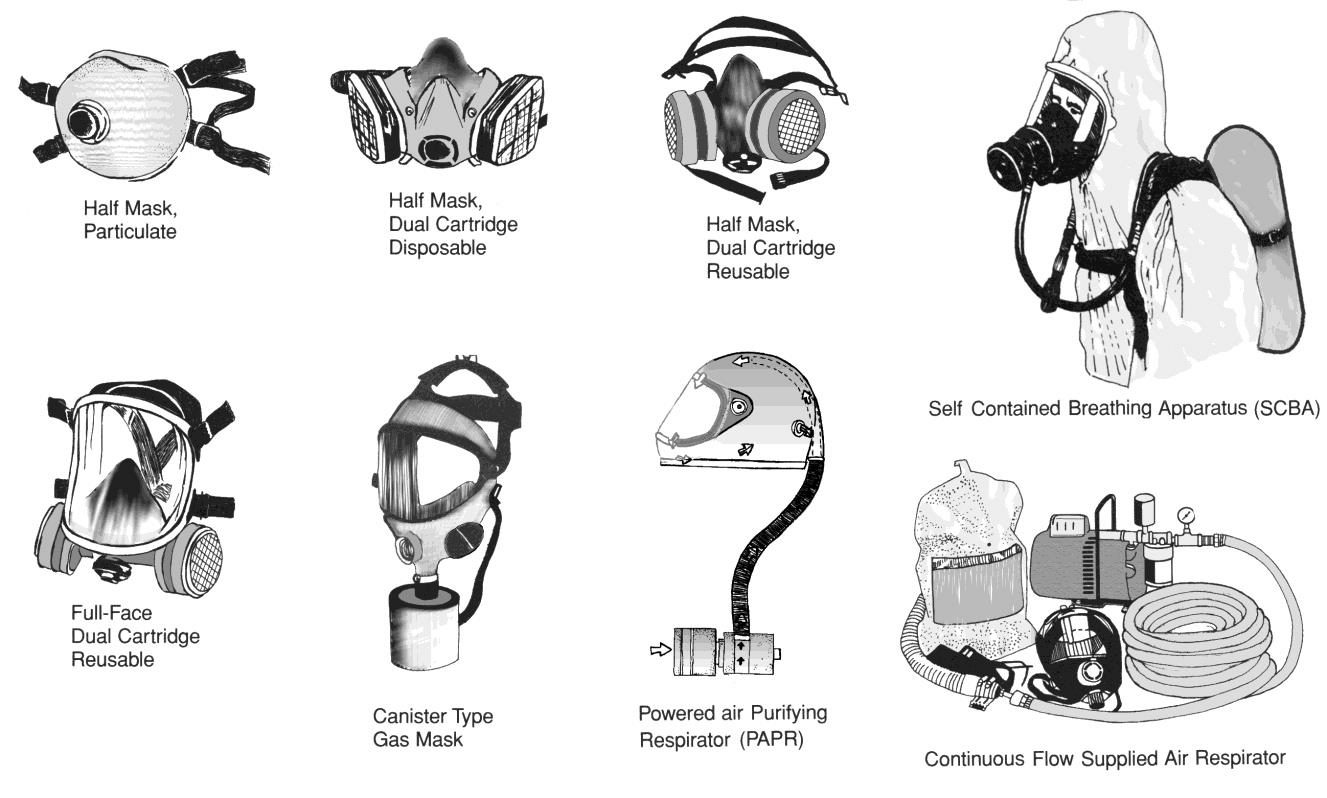 Half Mask,
Particulate
Half Mask,
Dual Cartridge
Disposable
Half Mask,
Dual Cartridge
Reusable
Self Contained Breathing Apparatus (SCBA)
Full-Face
Dual Cartridge
Reusable
Canister Type
Gas Mask
Powered air Purifying
Respirator (PAPR)
Continuous Flow Supplied Air Respirator